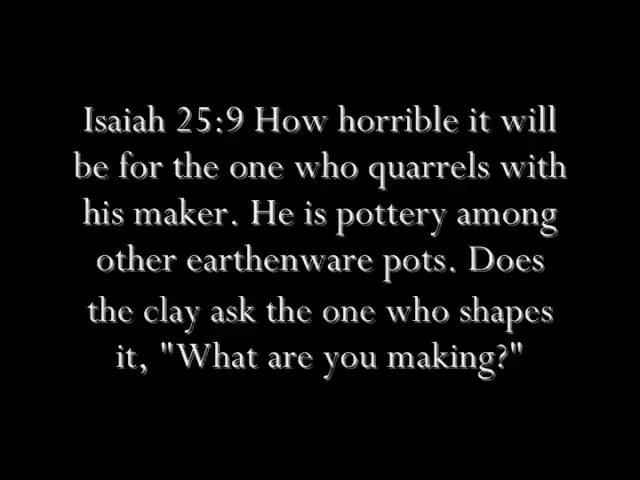 Isaiah 25:9 How horrible it will
be for the one who quarrels with
his maker. He is pottery among
other earthenware pots. Does
the clay ask the one who shapes
it, "What are you making?"